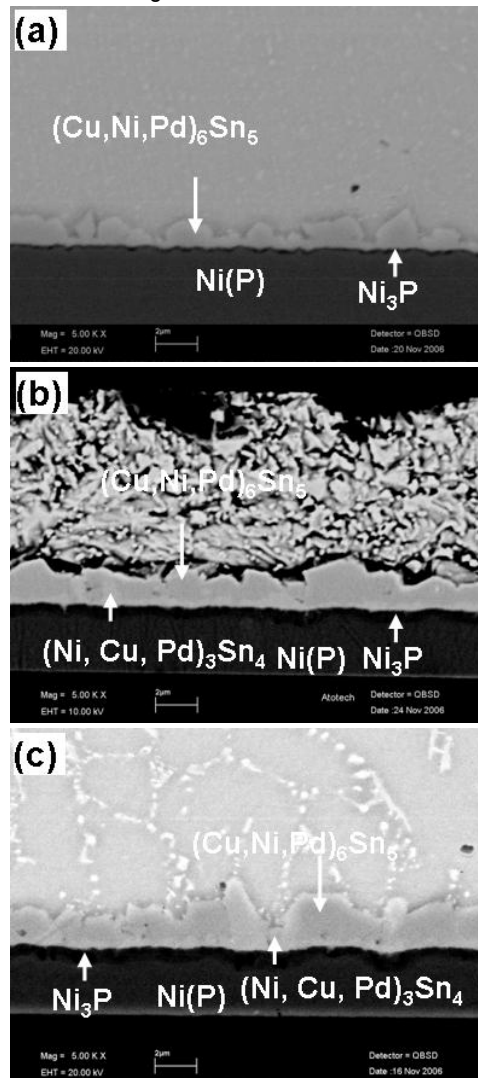 (a)
(Cu,Ni,Pd)₆Sn₅
Ni(P)
Ni₃P
Mag = 5.00 K X
2µm
Detector = QBSD
EHT = 20.00 kV
Date :20 Nov 2006
(b)
(Cu,Ni,Pd)₆Sn₅
(Ni, Cu, Pd)₃Sn₄ Ni(P) Ni₃P
Mag = 5.00 K X
2µm
Atotech
Detector = QBSD
EHT = 10.00 kV
Date :24 Nov 2006
(c)
(Cu,Ni,Pd)₆Sn₅
Ni₃P Ni(P) (Ni, Cu, Pd)₃Sn₄
Mag = 5.00 K X
2µm
Detector = QBSD
EHT = 20.00 kV
Date :16 Nov 2006